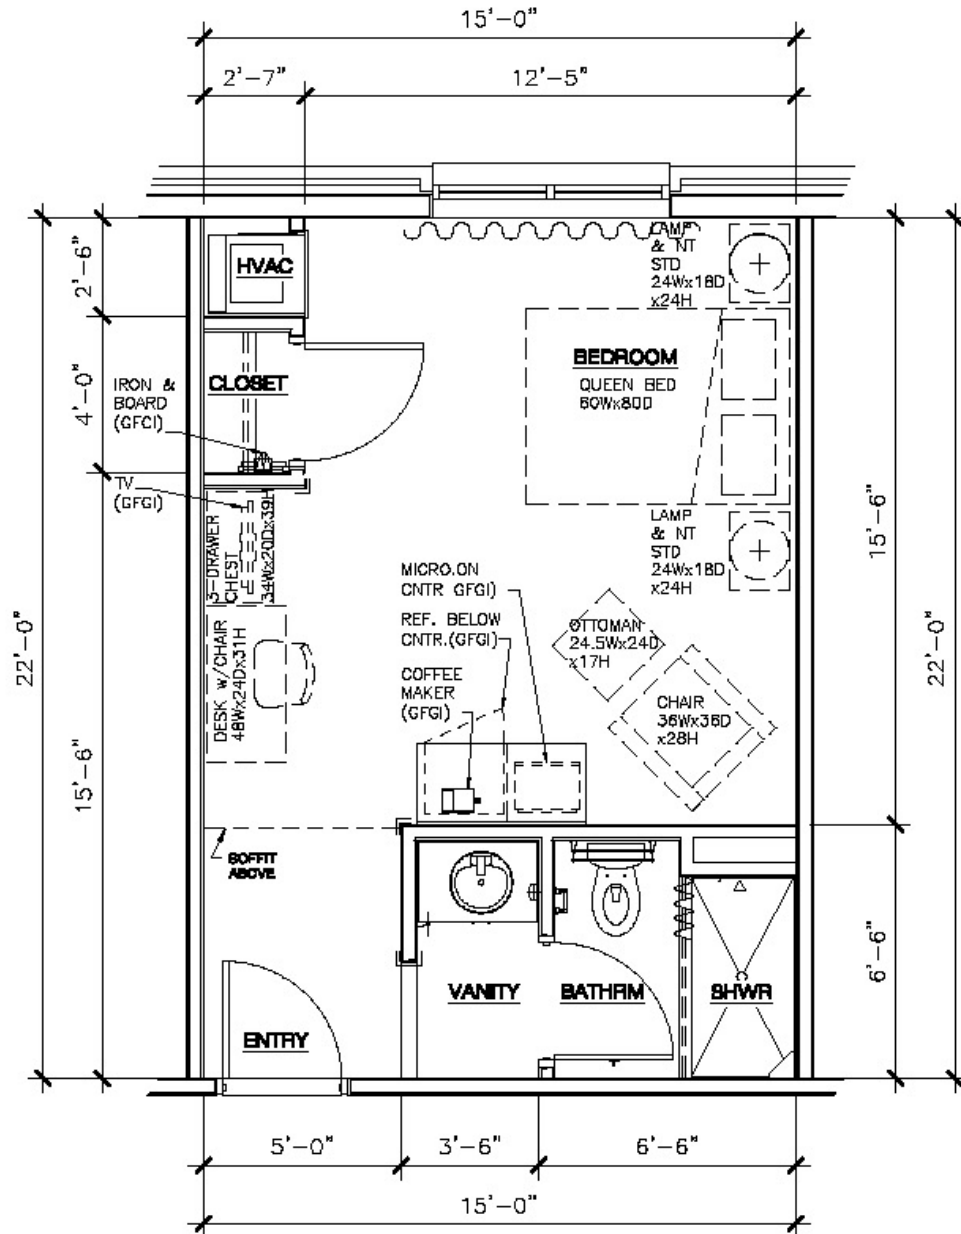 15'-0"
2'-7"
12'-5"
2'-6"
HVAC
LAMP
& NT
STD
24Wx18D
x24H
4'-0"
IRON &
BOARD
(GFCI)
CLOSET
BEDROOM
QUEEN BED
60Wx80D
TV
(GFGI)
3-DRAWER
CHEST
34Wx20Dx39H
LAMP
& NT
STD
24Wx18D
x24H
15'-6"
MICRO.ON
CNTR GFGI)
REF. BELOW
CNTR.(GFGI)
COFFEE
MAKER
(GFGI)
OTTOMAN
24.5Wx24D
x17H
CHAIR
36Wx36D
x28H
DESK w/CHAIR
48Wx24Dx31H
22'-0"
22'-0"
15'-6"
SOFFIT
ABOVE
6'-6"
VANITY
BATHRM
SHWR
ENTRY
5'-0"
3'-6"
6'-6"
15'-0"